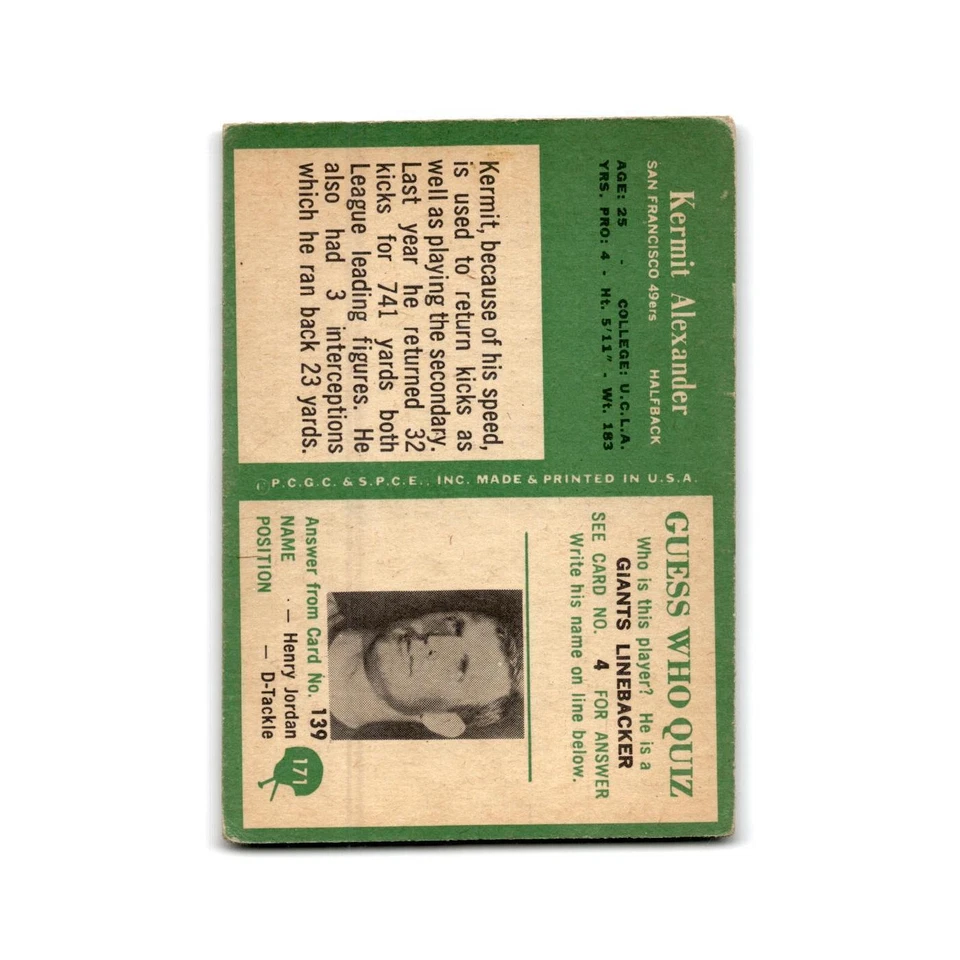 Kermit Alexander
SAN FRANCISCO 49ers HALFBACK
AGE: 25 - COLLEGE: U.C.L.A.
YRS. PRO: 4 - Ht. 5'11" - Wt. 183
Kermit, because of his speed,
is used to return kicks as
well as playing the secondary.
Last year he returned 32
kicks for 741 yards both
League leading figures. He
also had 3 interceptions
which he ran back 23 yards.
©P.C.G.C. & S.P.C.E., INC. MADE & PRINTED IN U.S.A.
GUESS WHO QUIZ
Who is this player? He is a
GIANTS LINEBACKER
SEE CARD NO. 4 FOR ANSWER
Write his name on line below.
Answer from Card No. 139
NAME — Henry Jordan
POSITION — D-Tackle
171